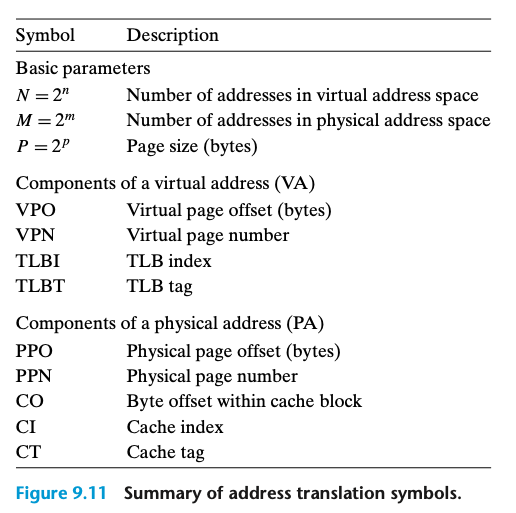 Symbol Description
Basic parameters
N = 2ⁿ Number of addresses in virtual address space
M = 2ᵐ Number of addresses in physical address space
P = 2ᵖ Page size (bytes)
Components of a virtual address (VA)
VPO Virtual page offset (bytes)
VPN Virtual page number
TLBI TLB index
TLBT TLB tag
Components of a physical address (PA)
PPO Physical page offset (bytes)
PPN Physical page number
CO Byte offset within cache block
CI Cache index
CT Cache tag
Figure 9.11 Summary of address translation symbols.